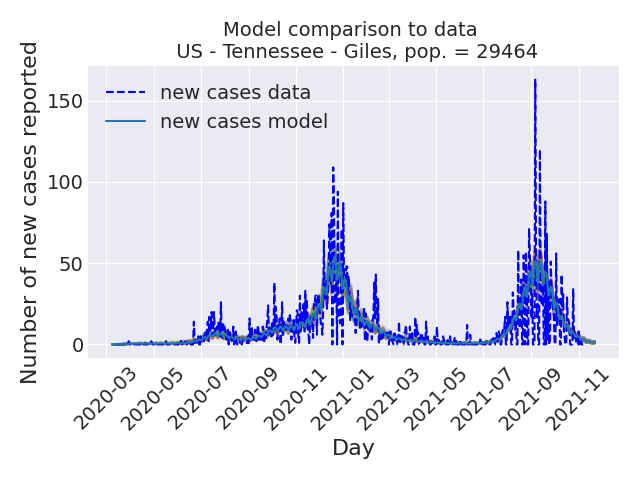 Model comparison to data
US - Tennessee - Giles, pop. = 29464
Number of new cases reported
150
100
50
0
new cases data
new cases model
2020-03
2020-05
2020-07
2020-09
2020-11
2021-01
2021-03
2021-05
2021-07
2021-09
2021-11
Day